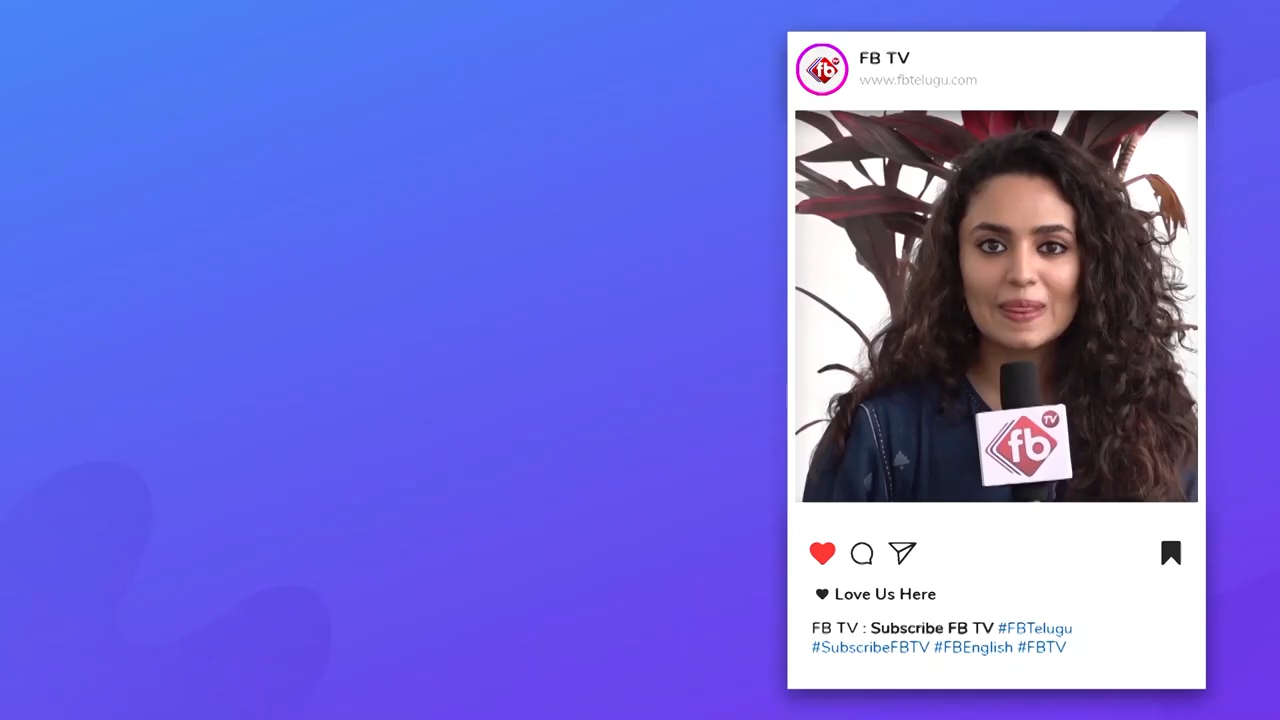 FB TV
www.fbtelugu.com
fb TV
♥ Love Us Here
FB TV : Subscribe FB TV #FBTelugu
#SubscribeFBTV #FBEnglish #FBTV